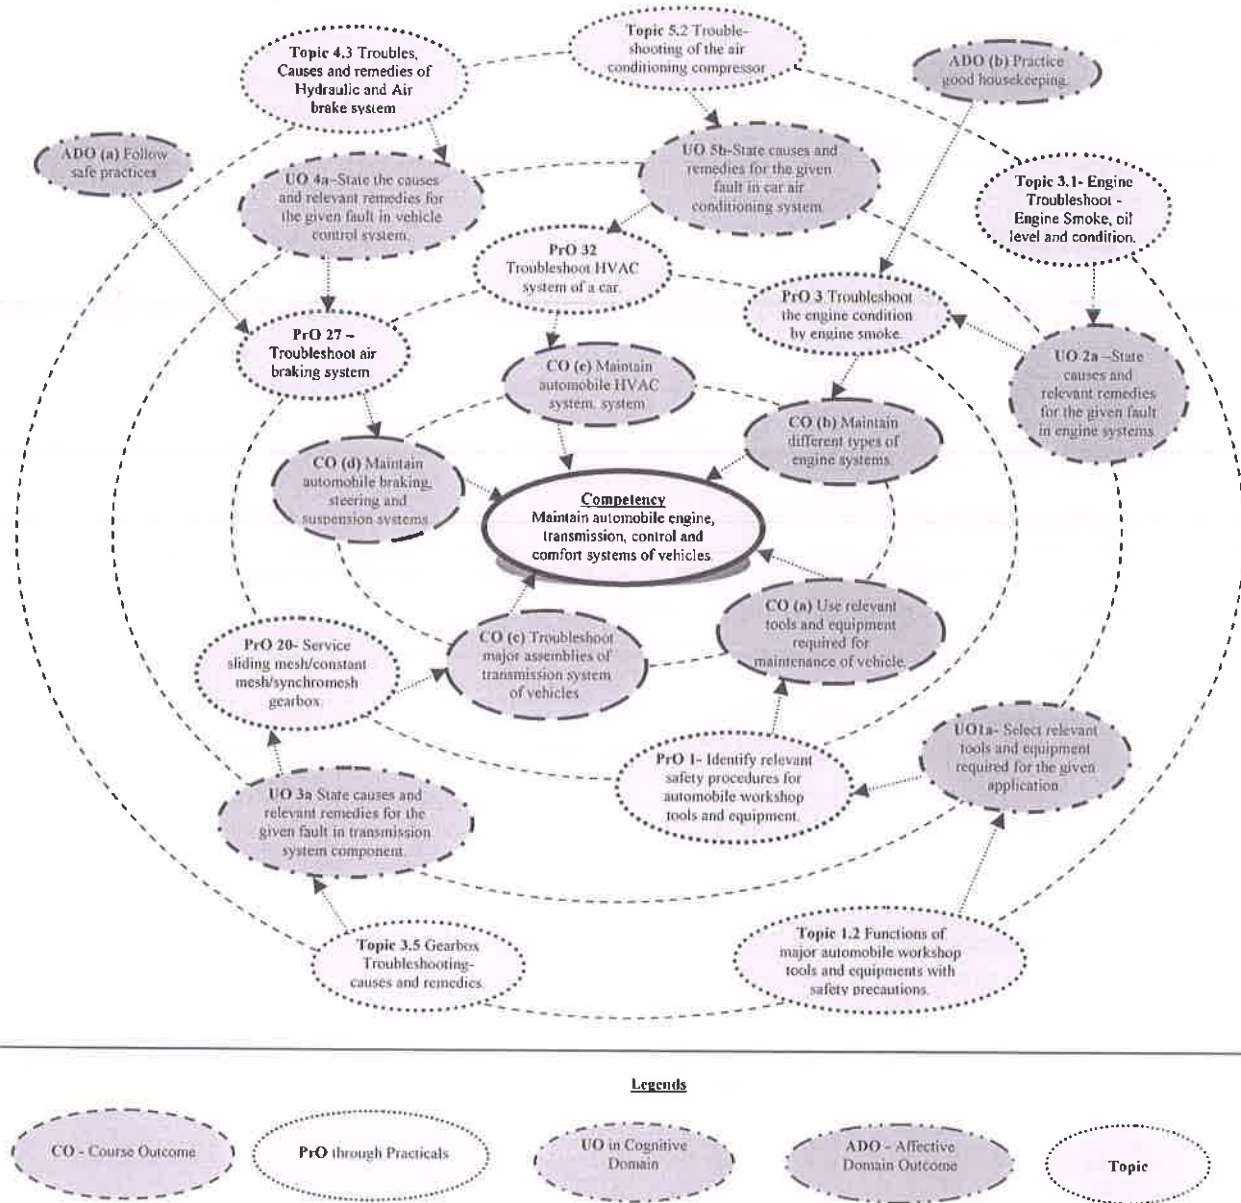 Topic 4.3 Troubles,
Causes and remedies of
Hydraulic and Air
brake system
Topic 5.2 Trouble-
shooting of the air
conditioning compressor
ADO (b) Practice
good housekeeping.
ADO (a) Follow
safe practices
UO 4a–State the causes
and relevant remedies for
the given fault in vehicle
control system.
UO 5b-State causes and
remedies for the given
fault in car air
conditioning system
Topic 3.1- Engine
Troubleshoot -
Engine Smoke, oil
level and condition.
PrO 32
Troubleshoot HVAC
system of a car.
PrO 3 Troubleshoot
the engine condition
by engine smoke.
PrO 27 –
Troubleshoot air
braking system
UO 2a –State
causes and
relevant remedies
for the given fault
in engine systems
CO (e) Maintain
automobile HVAC
system. system
CO (b) Maintain
different types of
engine systems.
CO (d) Maintain
automobile braking,
steering and
suspension systems.
Competency
Maintain automobile engine,
transmission, control and
comfort systems of vehicles
CO (a) Use relevant
tools and equipment
required for
maintenance of vehicle
CO (c) Troubleshoot
major assemblies of
transmission system
of vehicles
PrO 20- Service
sliding mesh/constant
mesh/synchromesh
gearbox.
UO1a- Select relevant
tools and equipment
required for the given
application.
PrO 1- Identify relevant
safety procedures for
automobile workshop
tools and equipment.
UO 3a State causes and
relevant remedies for the
given fault in transmission
system component.
Topic 3.5 Gearbox
Troubleshooting-
causes and remedies.
Topic 1.2 Functions of
major automobile workshop
tools and equipments with
safety precautions.
Legends
CO - Course Outcome
PrO through Practicals
UO in Cognitive
Domain
ADO - Affective
Domain Outcome
Topic